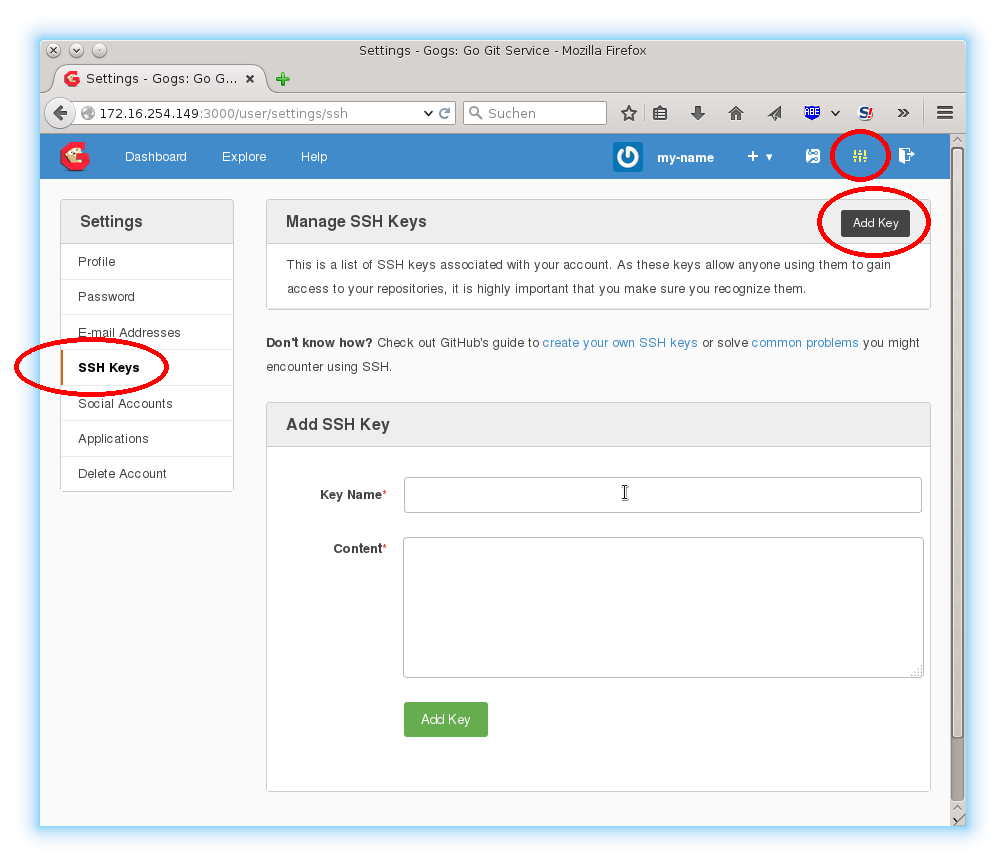 Settings - Gogs: Go Git Service - Mozilla Firefox
Settings - Gogs: Go G...
172.16.254.149:3000/user/settings/ssh
Suchen
ABE
S!
Dashboard Explore Help my-name
Settings
Profile
Password
E-mail Addresses
SSH Keys
Social Accounts
Applications
Delete Account
Manage SSH Keys
Add Key
This is a list of SSH keys associated with your account. As these keys allow anyone using them to gain
access to your repositories, it is highly important that you make sure you recognize them.
Don't know how? Check out GitHub's guide to create your own SSH keys or solve common problems you might
encounter using SSH.
Add SSH Key
Key Name*
Content*
Add Key